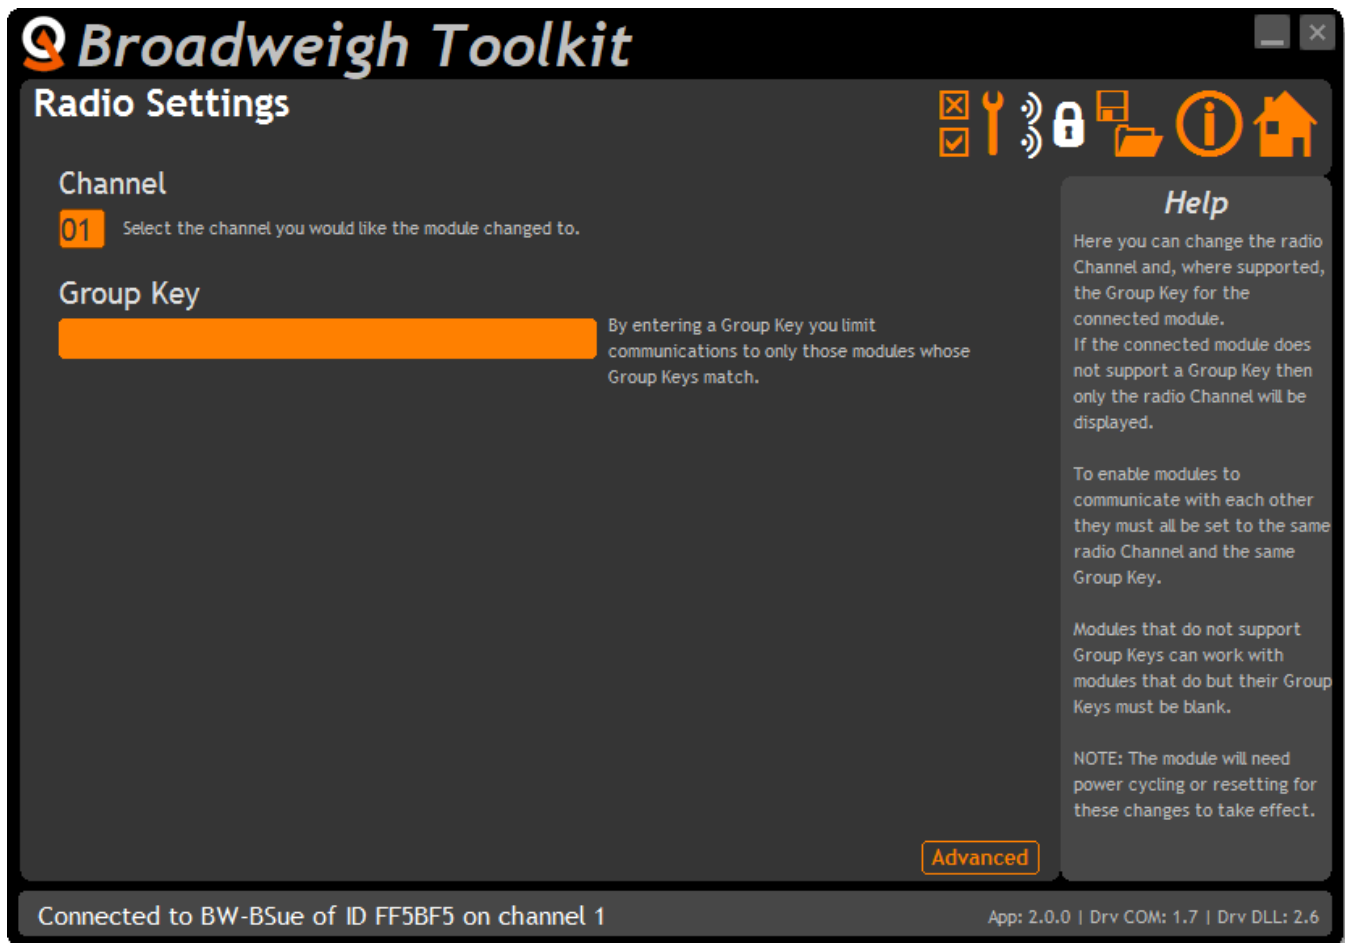 Broadweigh Toolkit
Radio Settings
Channel
01
Select the channel you would like the module changed to.
Group Key
By entering a Group Key you limit
communications to only those modules whose
Group Keys match.
Advanced
Help
Here you can change the radio
Channel and, where supported,
the Group Key for the
connected module.
If the connected module does
not support a Group Key then
only the radio Channel will be
displayed.
To enable modules to
communicate with each other
they must all be set to the same
radio Channel and the same
Group Key.
Modules that do not support
Group Keys can work with
modules that do but their Group
Keys must be blank.
NOTE: The module will need
power cycling or resetting for
these changes to take effect.
Connected to BW-BSue of ID FF5BF5 on channel 1
App: 2.0.0 | Drv COM: 1.7 | Drv DLL: 2.6